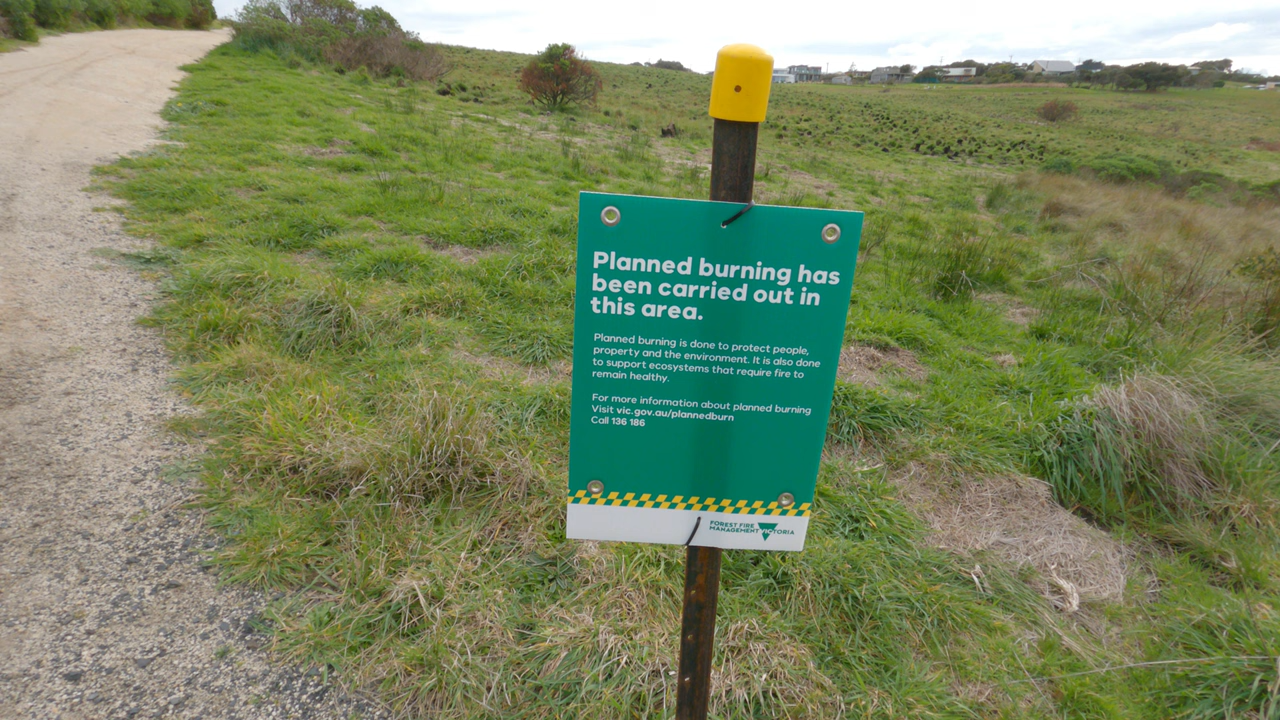 Planned burning has
been carried out in
this area.
Planned burning is done to protect people,
property and the environment. It is also done
to support ecosystems that require fire to
remain healthy.
For more information about planned burning
Visit vic.gov.au/plannedburn
Call 136 186
FOREST FIRE
MANAGEMENT VICTORIA